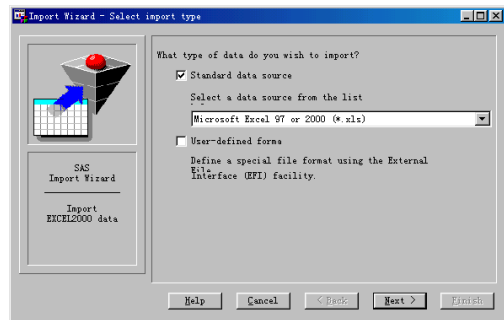 Import Wizard - Select import type
What type of data do you wish to import?
Standard data source
Select a data source from the list
Microsoft Excel 97 or 2000 (*.xls)
User-defined forma
Define a special file format using the External
File
Interface (EFI) facility.
SAS
Import Wizard
Import
EXCEL2000 data
Help
Cancel
< Back
Next >
Finish